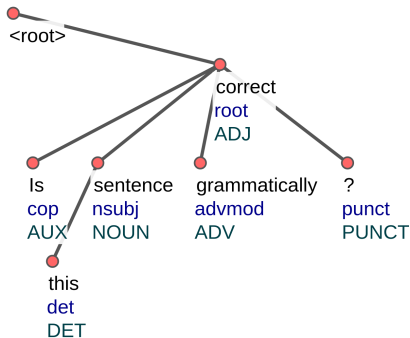 <root>
correct
root
ADJ
Is sentence grammatically ?
cop nsubj advmod punct
AUX NOUN ADV PUNCT
this
det
DET